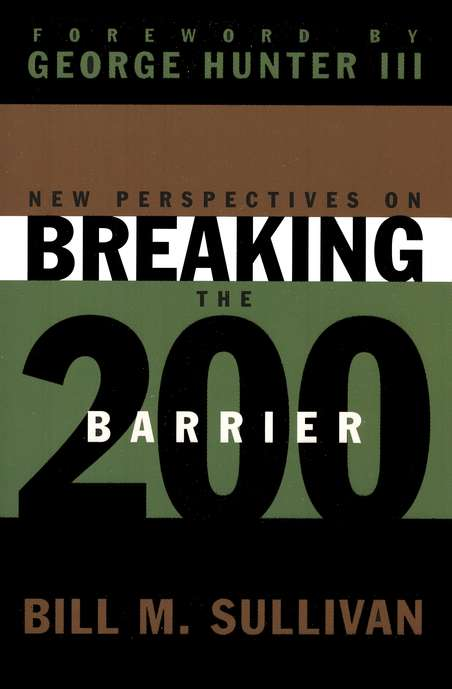 FOREWORD BY
GEORGE HUNTER III
NEW PERSPECTIVES ON
BREAKING
THE
200
BARRIER
BILL M. SULLIVAN